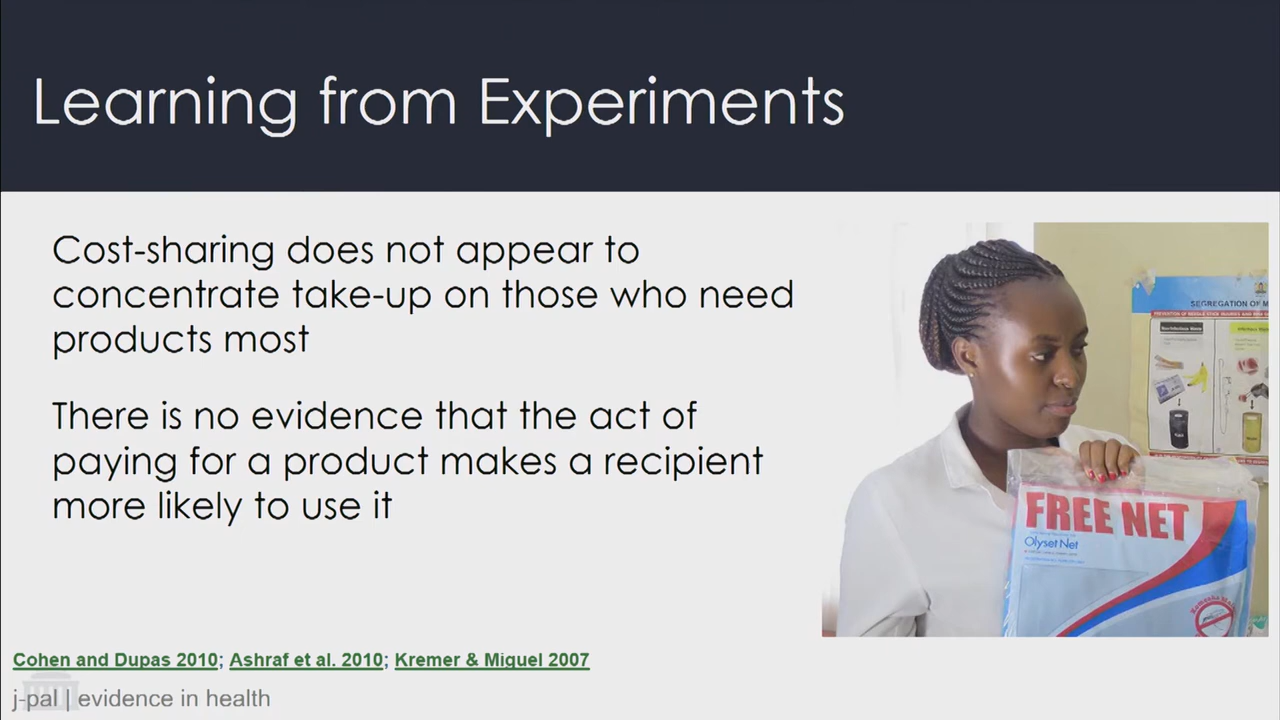 Learning from Experiments
Cost-sharing does not appear to
concentrate take-up on those who need
products most
There is no evidence that the act of
paying for a product makes a recipient
more likely to use it
SEGREGATION OF M
FREE NET
Olyset Net
Cohen and Dupas 2010; Ashraf et al. 2010; Kremer & Miguel 2007
j-pal | evidence in health